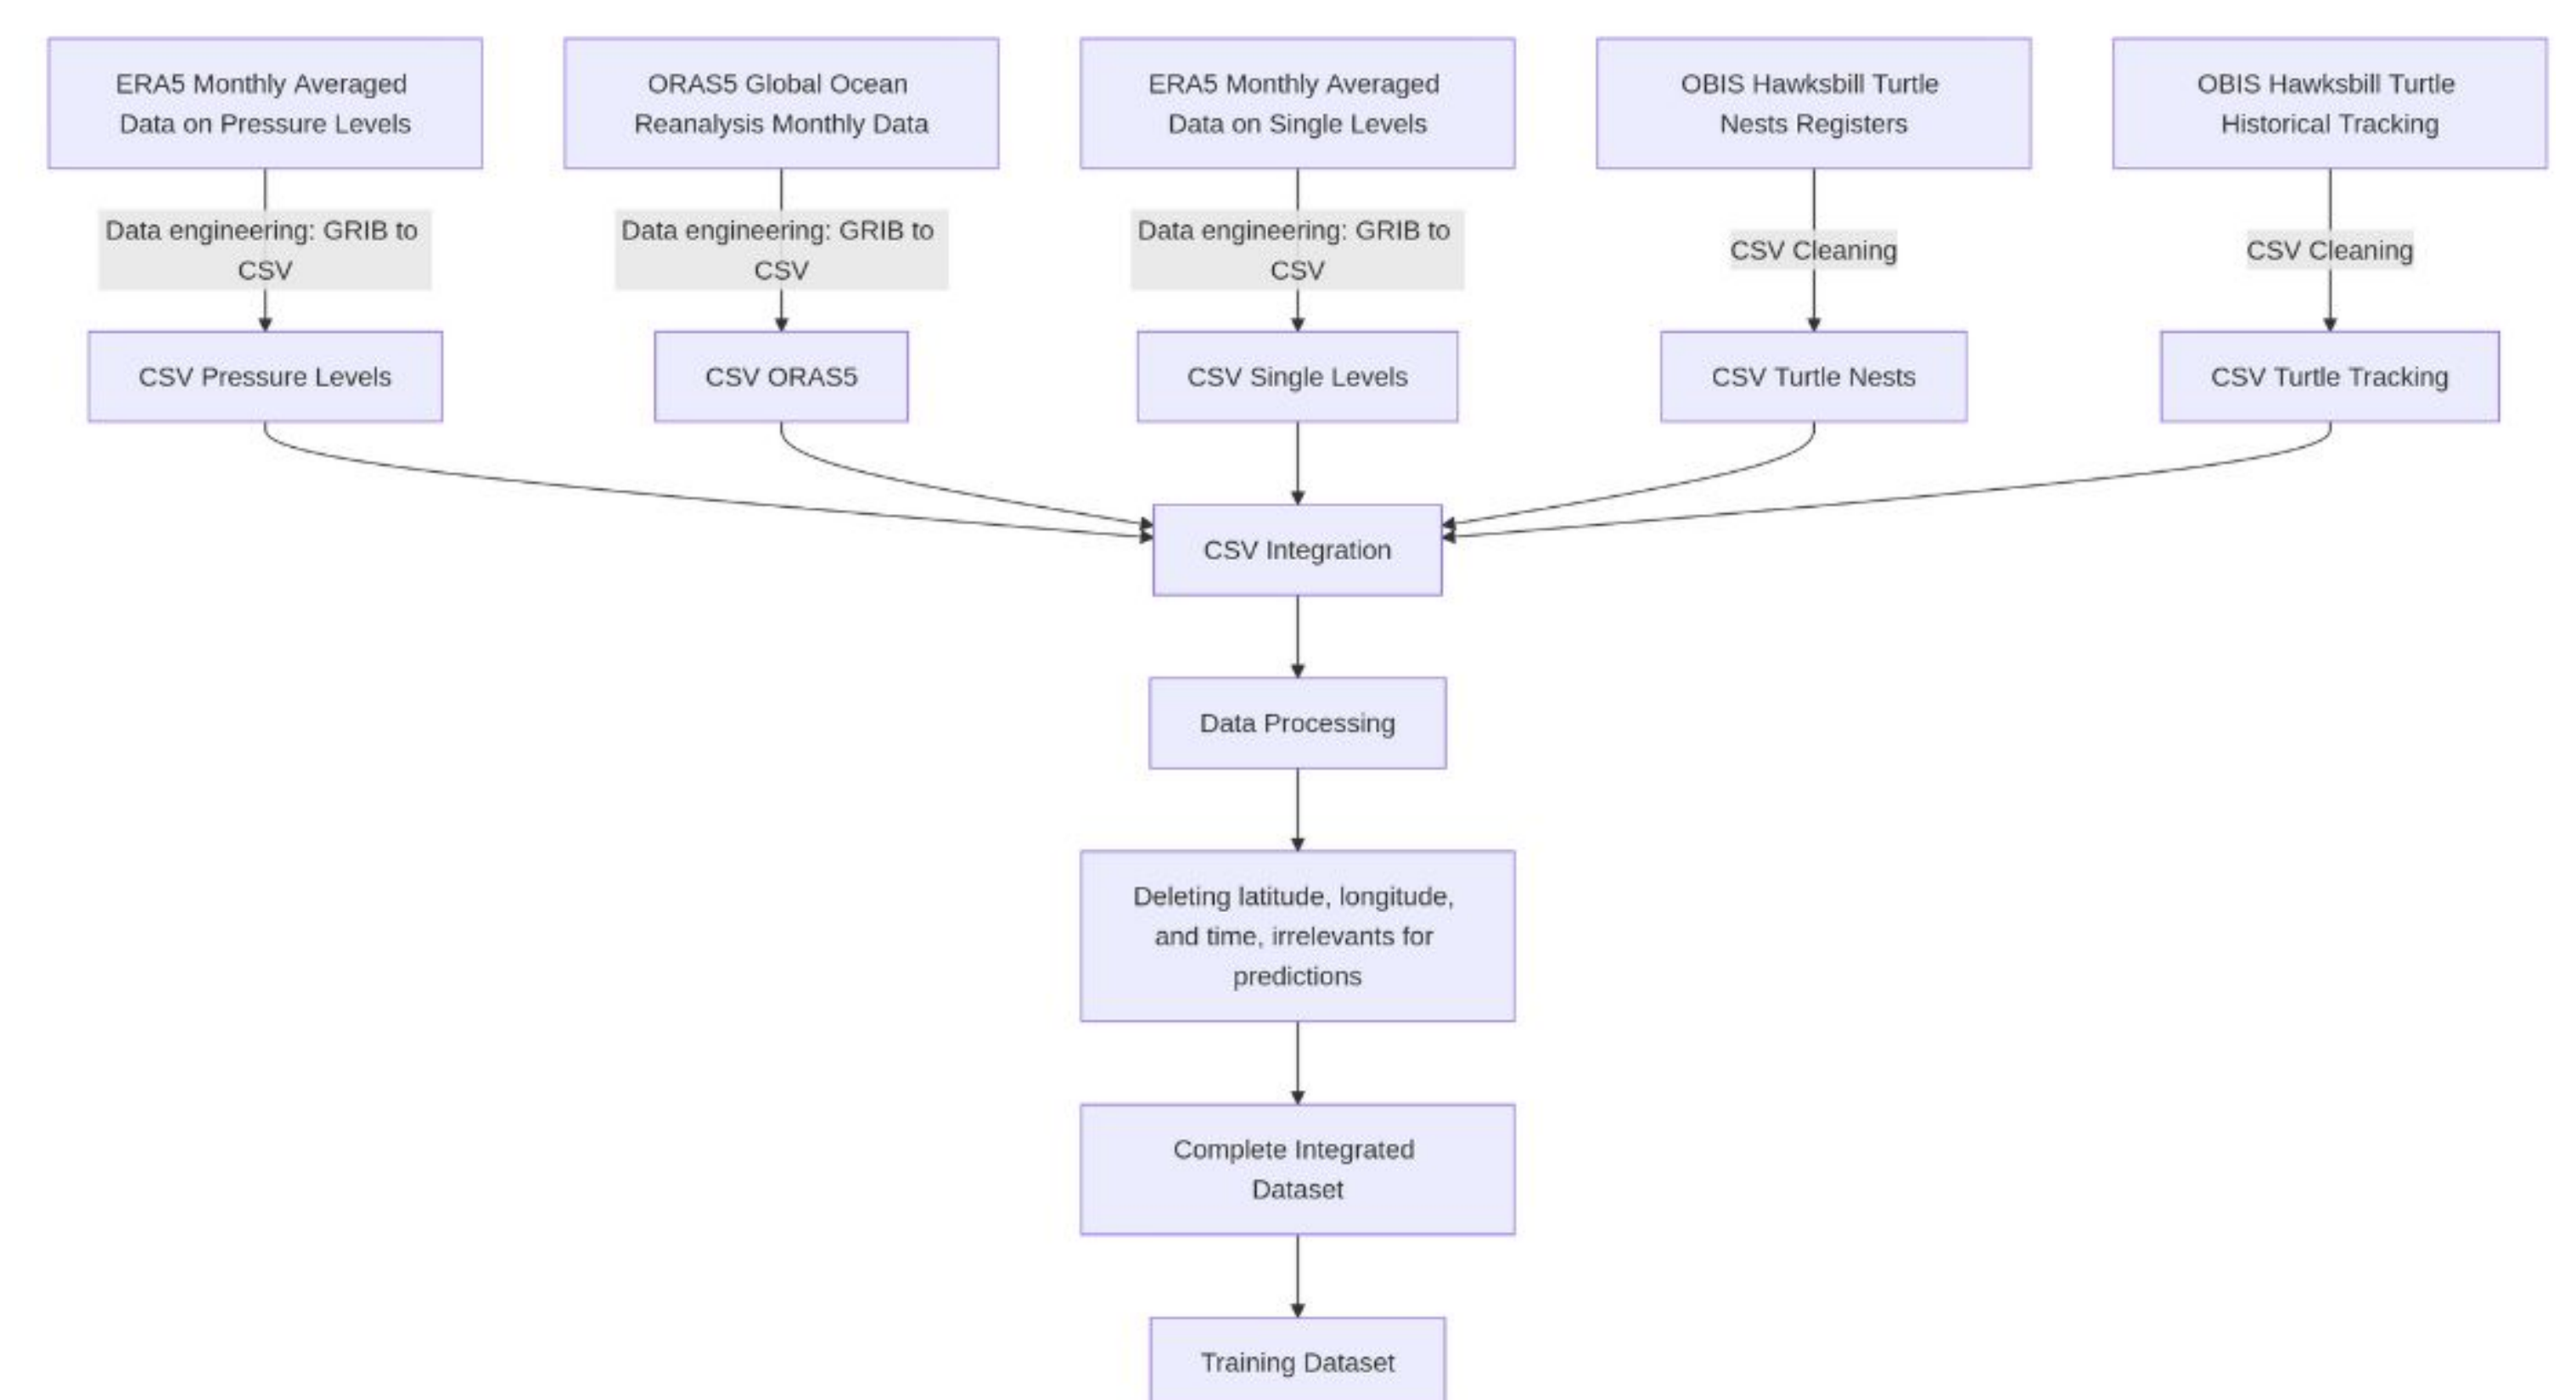 ERA5 Monthly Averaged
Data on Pressure Levels
ORAS5 Global Ocean
Reanalysis Monthly Data
ERA5 Monthly Averaged
Data on Single Levels
OBIS Hawksbill Turtle
Nests Registers
OBIS Hawksbill Turtle
Historical Tracking
Data engineering: GRIB to
CSV
Data engineering: GRIB to
CSV
Data engineering: GRIB to
CSV
CSV Cleaning
CSV Cleaning
CSV Pressure Levels
CSV ORAS5
CSV Single Levels
CSV Turtle Nests
CSV Turtle Tracking
CSV Integration
Data Processing
Deleting latitude, longitude,
and time, irrelevants for
predictions
Complete Integrated
Dataset
Training Dataset